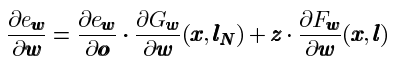 ∂e_w/∂w = ∂e_w/∂o · ∂G_w/∂w (x, l_N) + z · ∂F_w/∂w (x, l)